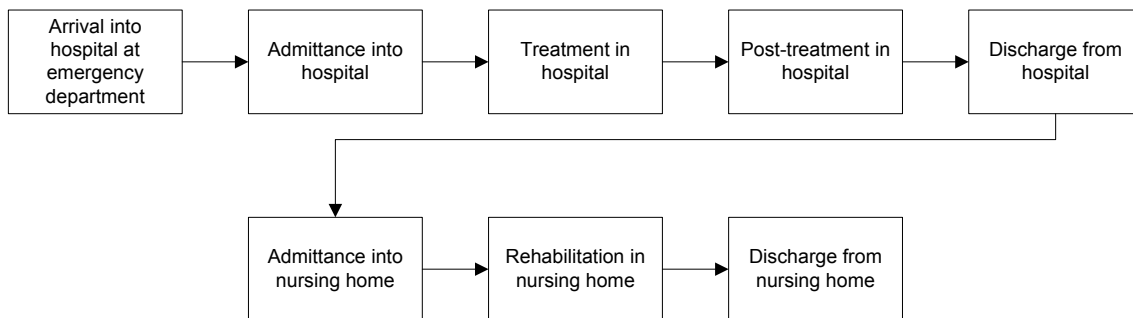 Arrival into
hospital at
emergency
department
Admittance into
hospital
Treatment in
hospital
Post-treatment in
hospital
Discharge from
hospital
Admittance into
nursing home
Rehabilitation in
nursing home
Discharge from
nursing home